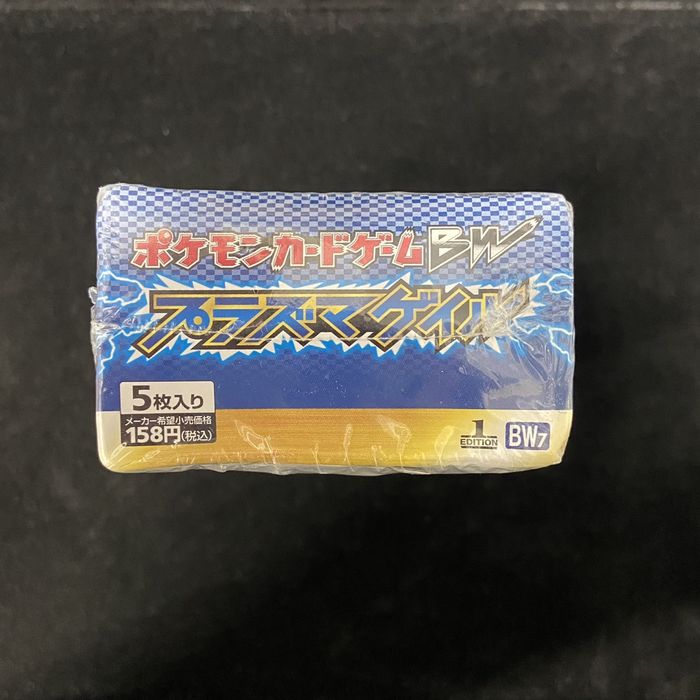 ポケモンカードゲームBW
プラズマゲイル
5枚入り
メーカー希望小売価格
158円(税込)
1
EDITION
BW7